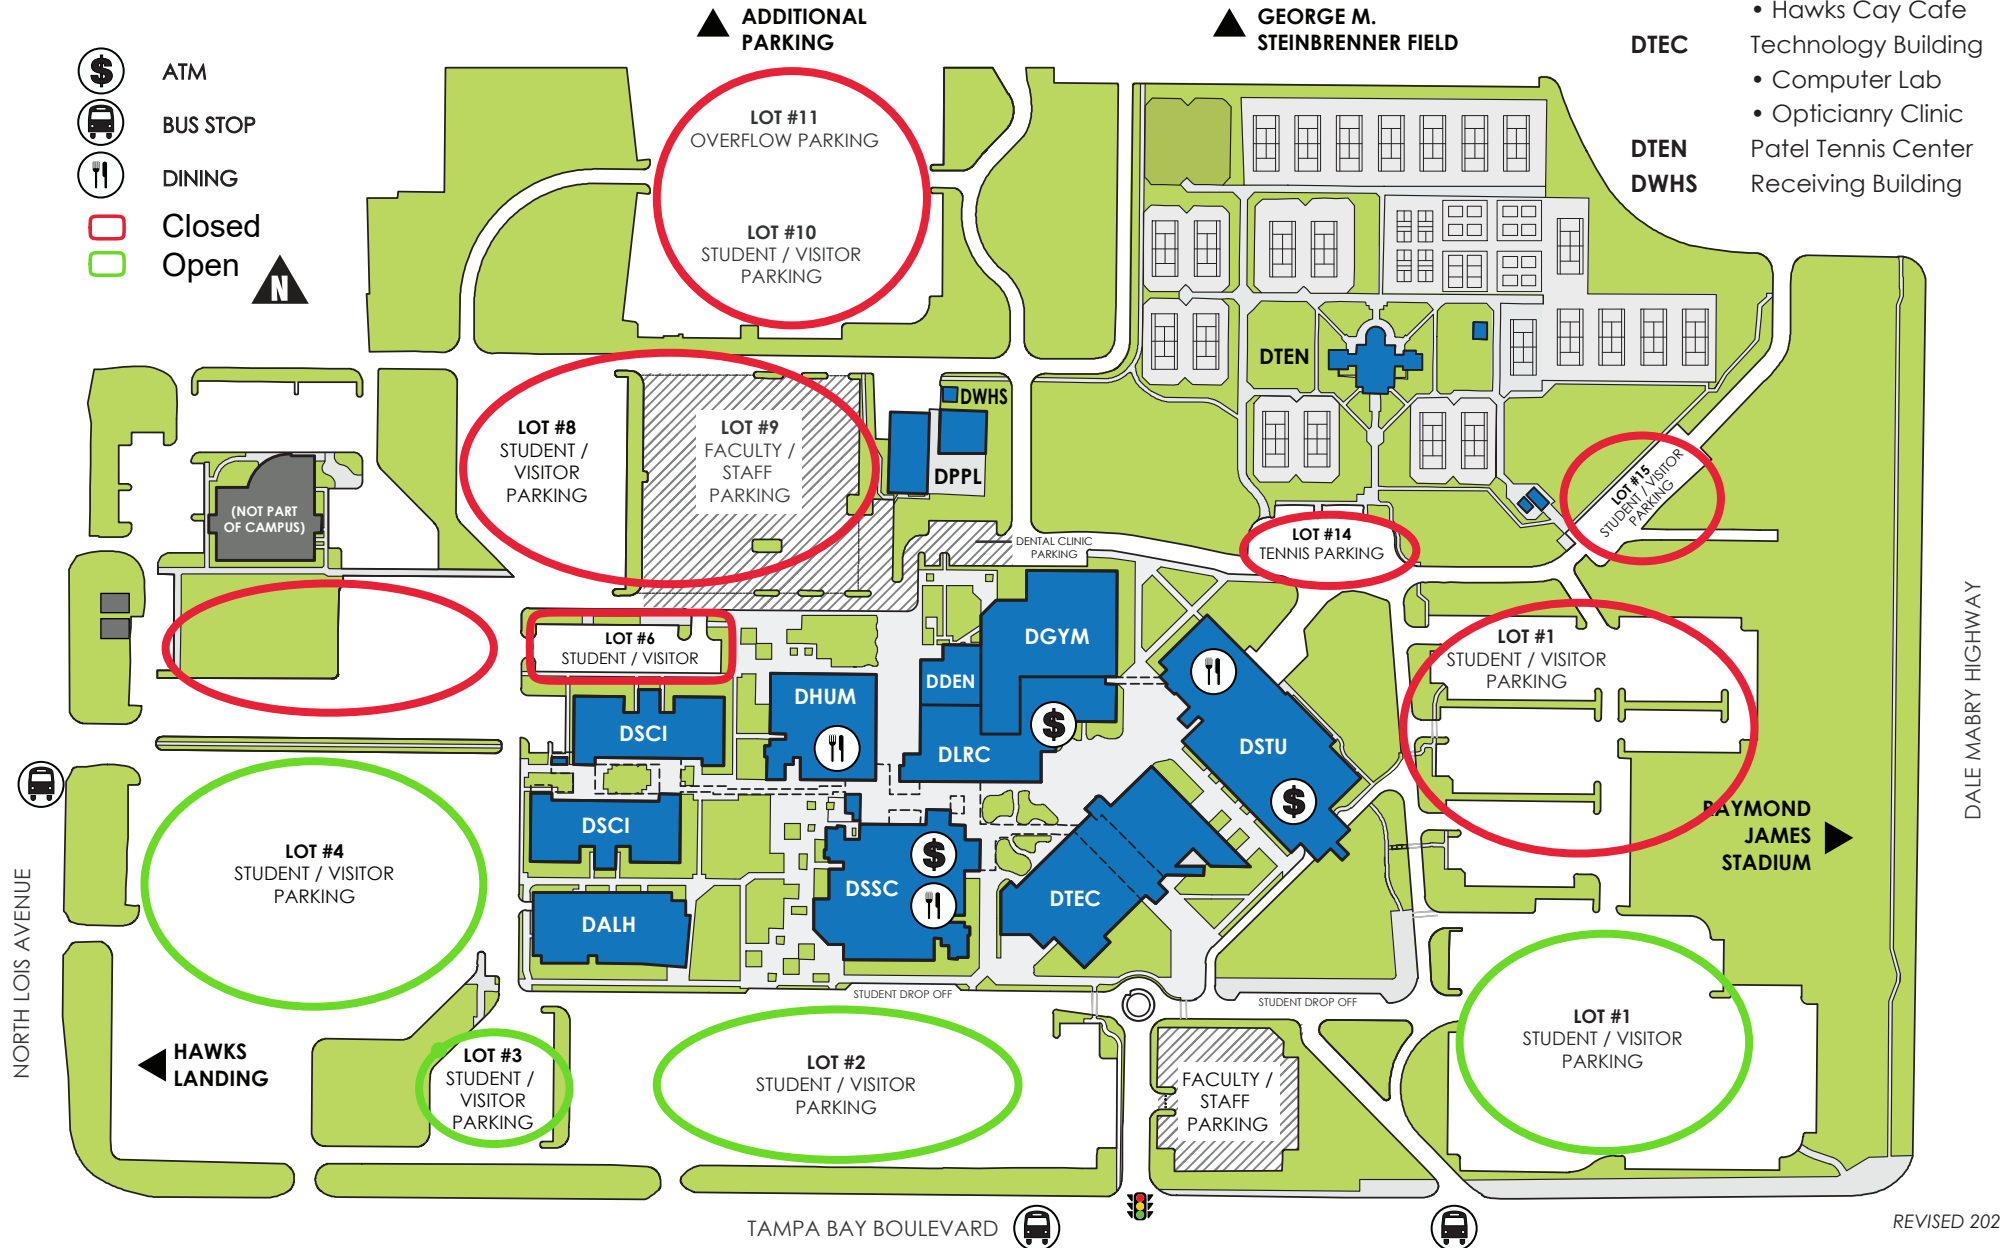 ADDITIONAL
PARKING
GEORGE M.
STEINBRENNER FIELD
• Hawks Cay Cafe
DTEC Technology Building
• Computer Lab
• Opticianry Clinic
DTEN Patel Tennis Center
DWHS Receiving Building
$ ATM
BUS STOP
DINING
Closed
Open
N
LOT #11
OVERFLOW PARKING
LOT #10
STUDENT / VISITOR
PARKING
DTEN
LOT #8
STUDENT /
VISITOR
PARKING
LOT #9
FACULTY /
STAFF
PARKING
DWHS
DPPL
(NOT PART
OF CAMPUS)
DENTAL CLINIC
PARKING
LOT #14
TENNIS PARKING
LOT #15
STUDENT / VISITOR
PARKING
LOT #6
STUDENT / VISITOR
DGYM
DDEN
DHUM
DSCI
DLRC
$
DSTU
$
LOT #1
STUDENT / VISITOR
PARKING
DALE MABRY HIGHWAY
RAYMOND
JAMES
STADIUM
DSCI
LOT #4
STUDENT / VISITOR
PARKING
DSSC
$
DTEC
DALH
NORTH LOIS AVENUE
STUDENT DROP OFF
STUDENT DROP OFF
HAWKS
LANDING
LOT #3
STUDENT /
VISITOR
PARKING
LOT #2
STUDENT / VISITOR
PARKING
FACULTY /
STAFF
PARKING
LOT #1
STUDENT / VISITOR
PARKING
TAMPA BAY BOULEVARD
REVISED 202